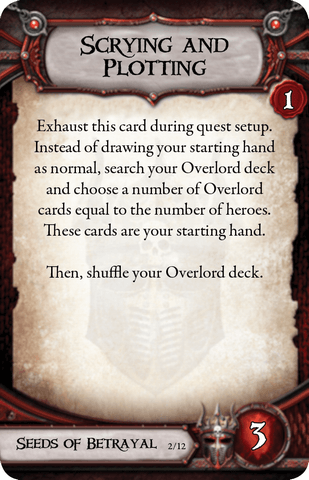 Scrying and
Plotting
1
Exhaust this card during quest setup.
Instead of drawing your starting hand
as normal, search your Overlord deck
and choose a number of Overlord
cards equal to the number of heroes.
These cards are your starting hand.
Then, shuffle your Overlord deck.
Seeds of Betrayal 2/12
3